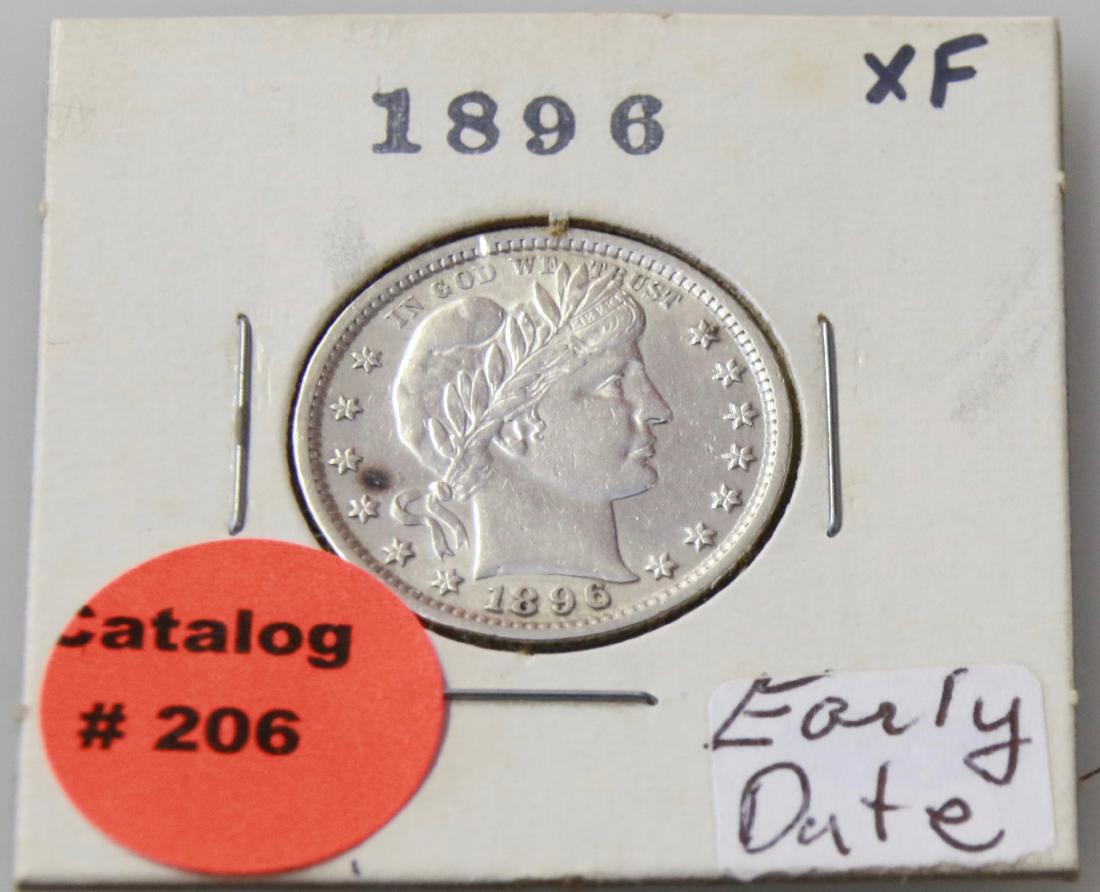 1896
XF
IN GOD WE TRUST
LIBERTY
1896
Catalog
# 206
Early
Date